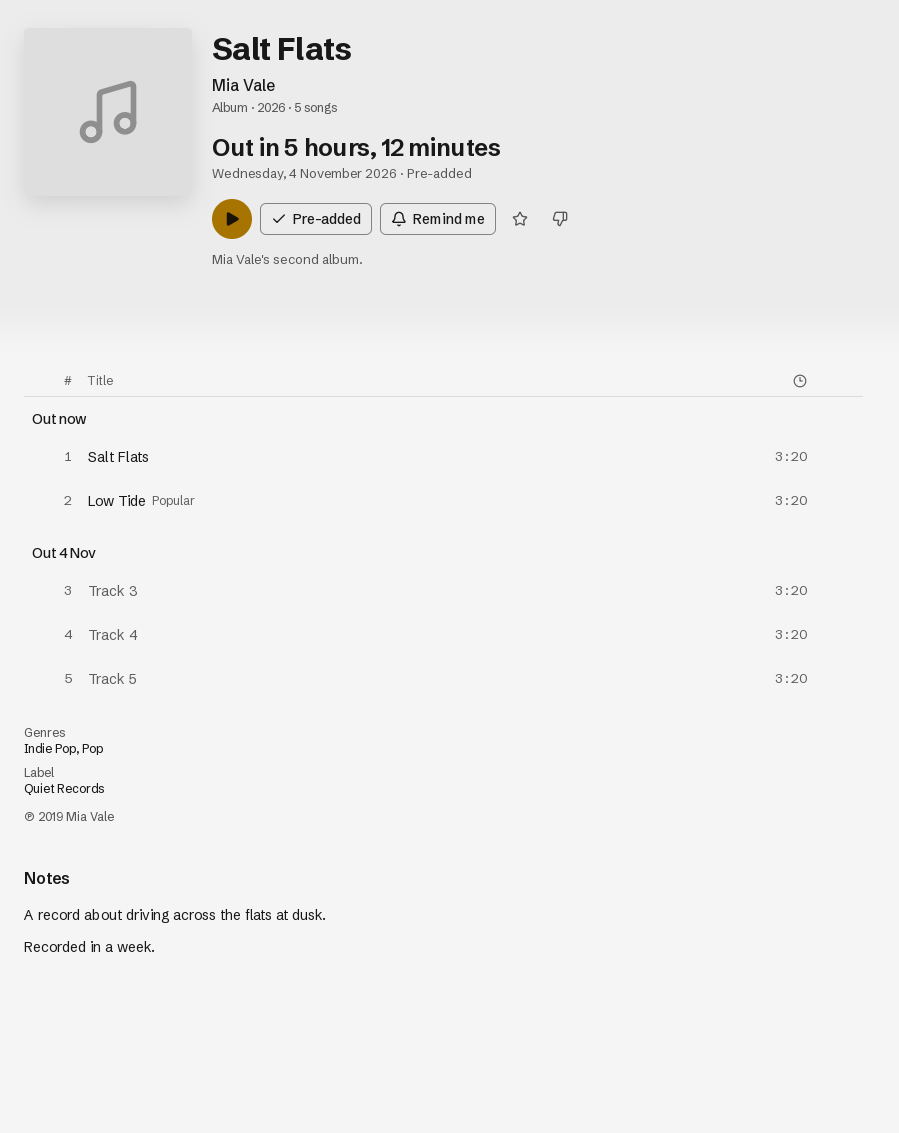 Salt Flats
Mia Vale
Album · 2026 · 5 songs
Out in 5 hours, 12 minutes
Wednesday, 4 November 2026 · Pre-added
Pre-added Remind me
Mia Vale's second album.
# Title
Out now
1 Salt Flats 3:20
2 Low Tide Popular 3:20
Out 4 Nov
3 Track 3 3:20
4 Track 4 3:20
5 Track 5 3:20
Genres
Indie Pop, Pop
Label
Quiet Records
℗ 2019 Mia Vale
Notes
A record about driving across the flats at dusk.
Recorded in a week.